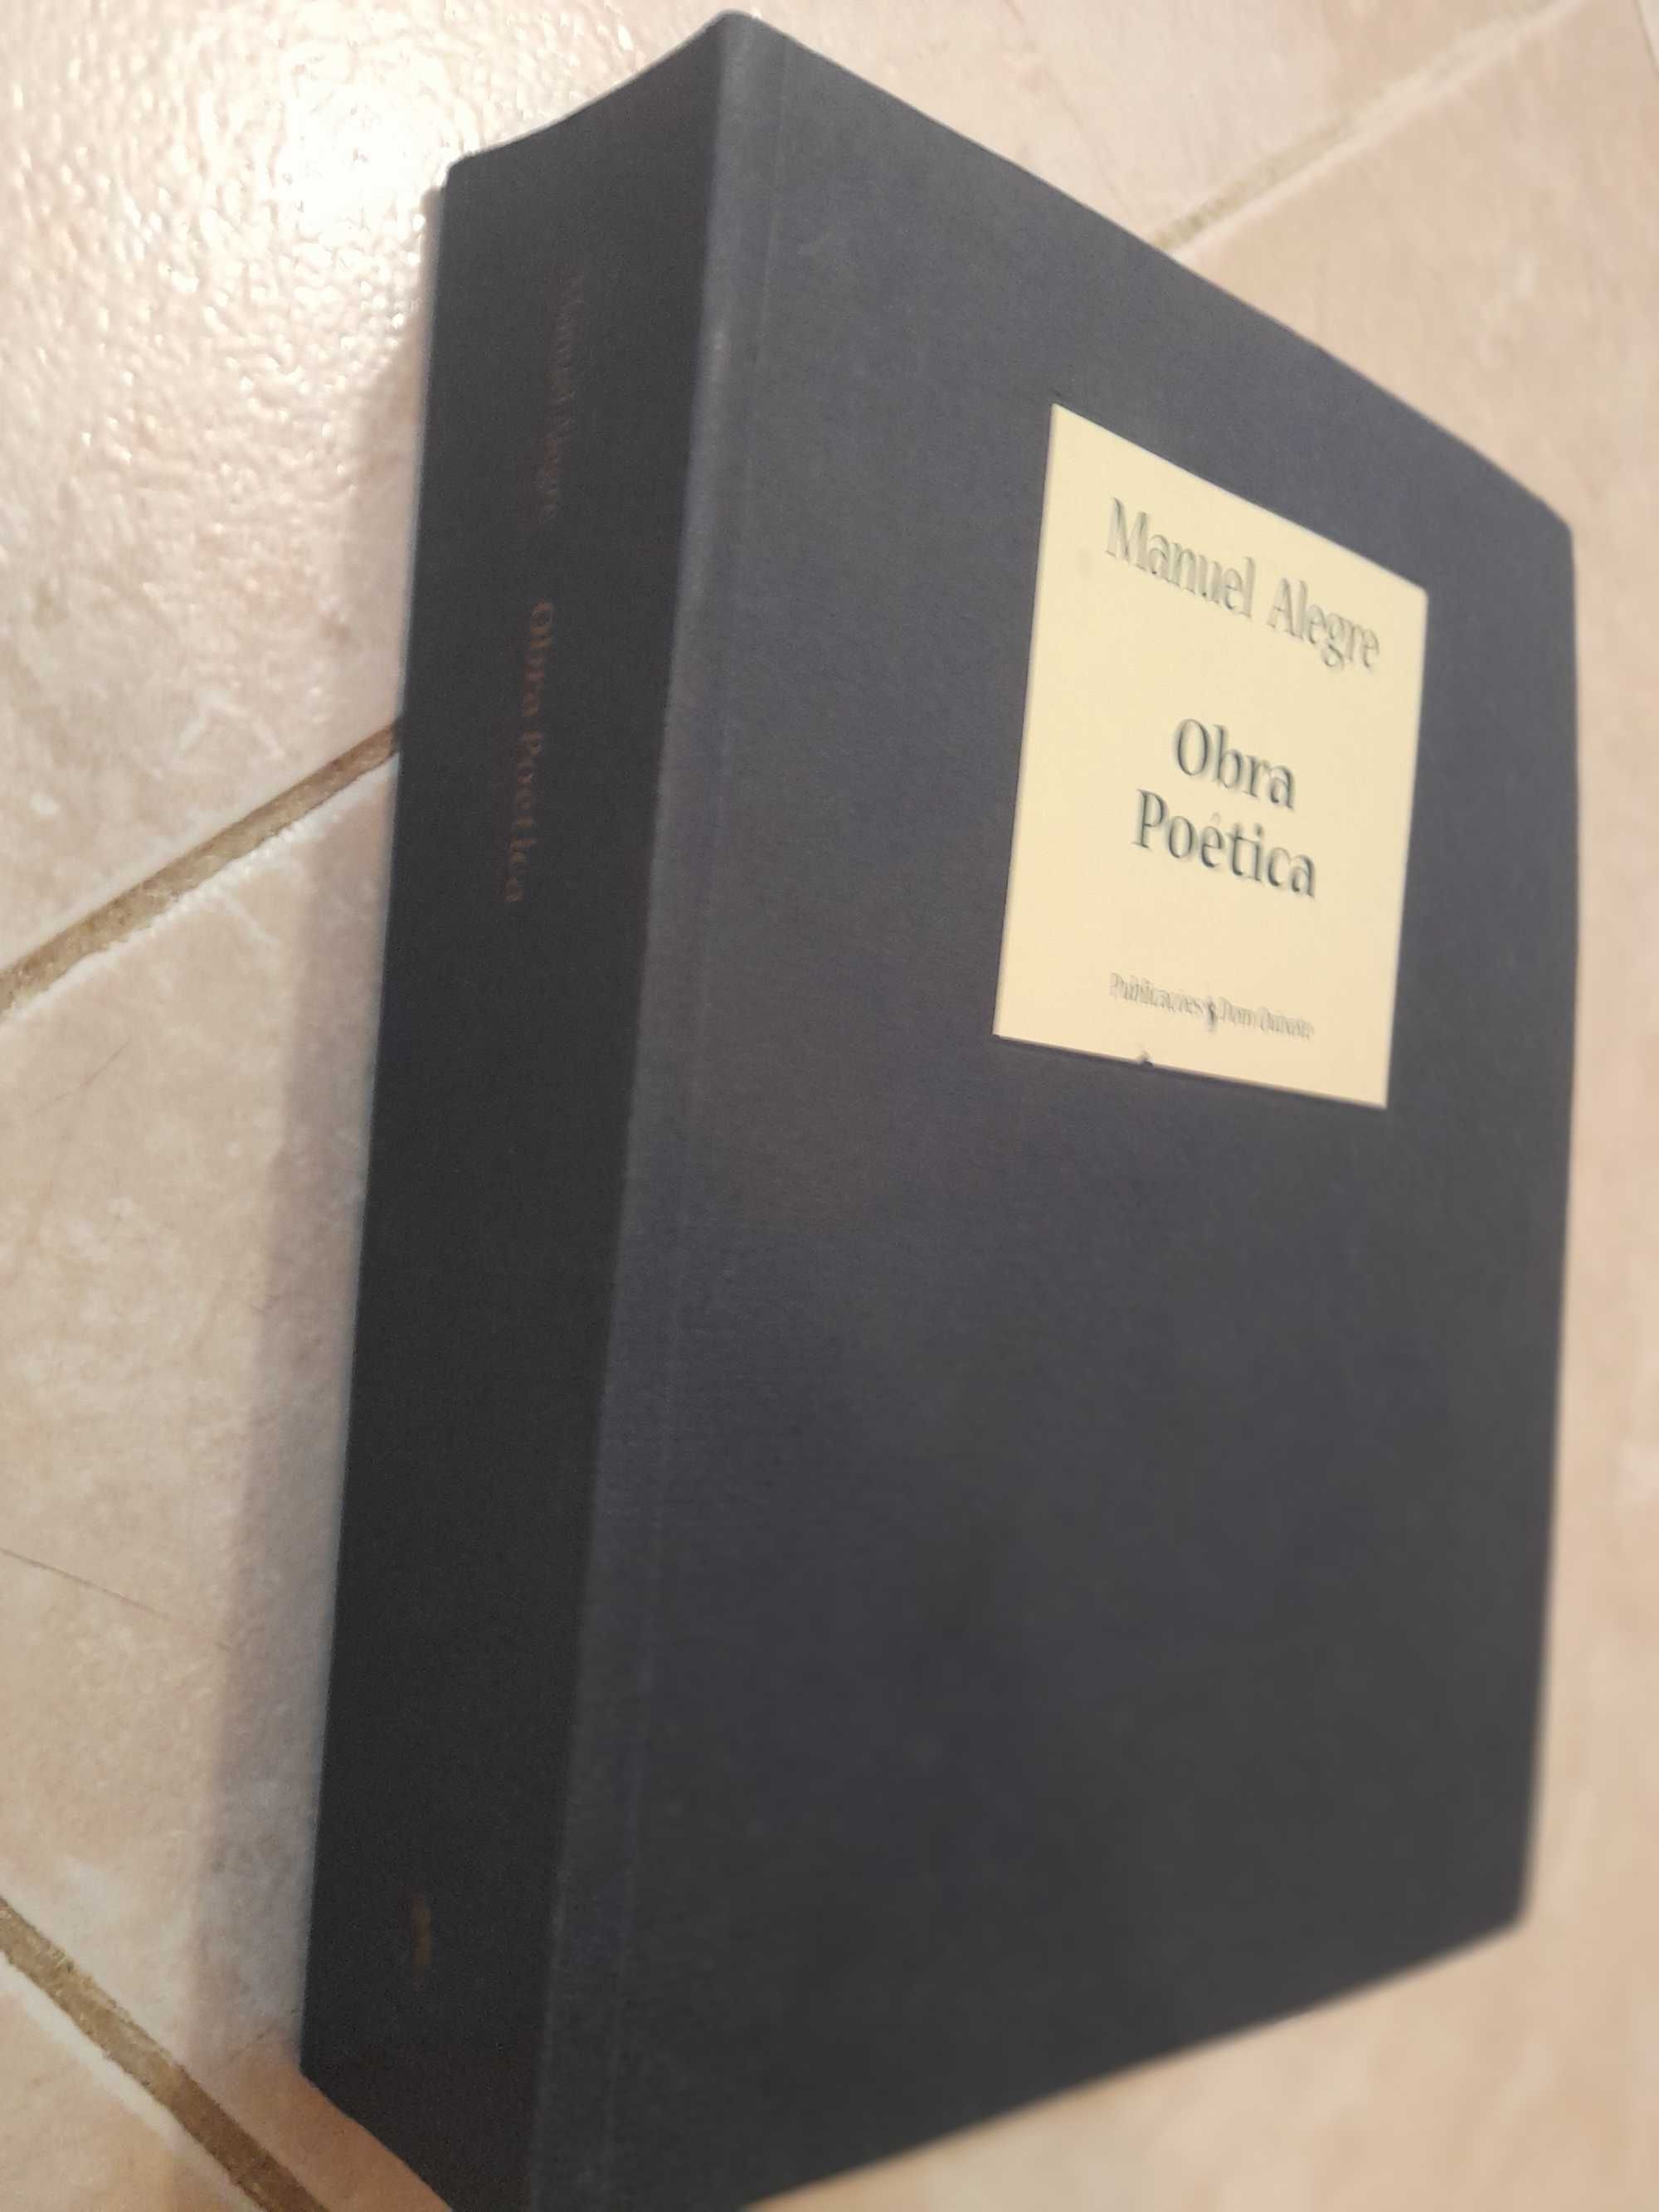 Manuel Alegre
Obra
Poética
Publicações Dom Quixote
Manuel Alegre Obra Poética